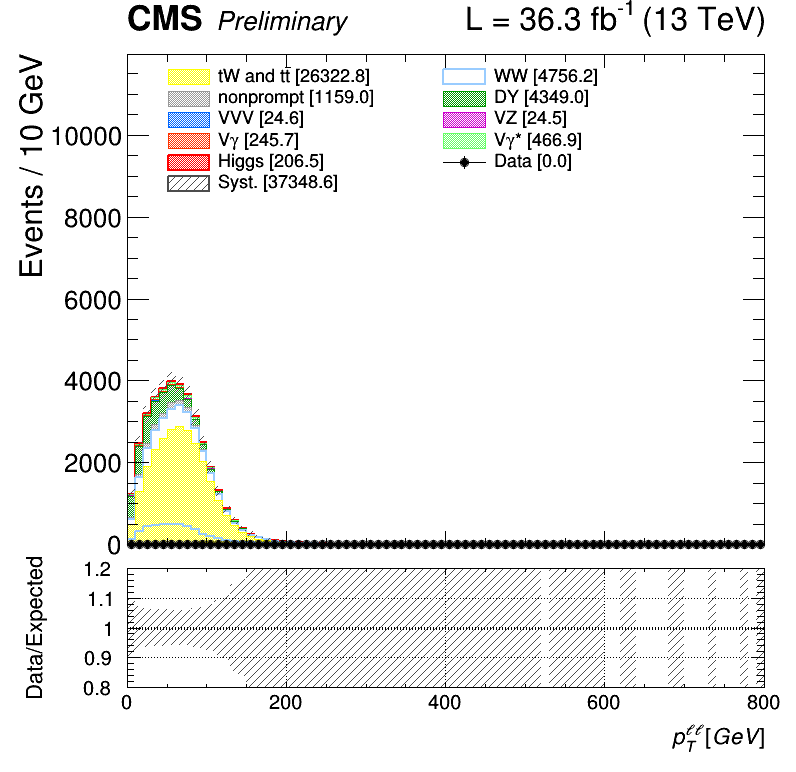 CMS Preliminary L = 36.3 fb⁻¹ (13 TeV)
Events / 10 GeV
10000
8000
6000
4000
2000
0
tW and tt̄ [26322.8]
nonprompt [1159.0]
VVV [24.6]
Vγ [245.7]
Higgs [206.5]
Syst. [37348.6]
WW [4756.2]
DY [4349.0]
VZ [24.5]
Vγ* [466.9]
Data [0.0]
Data/Expected
1.2
1.1
1
0.9
0.8
0 200 400 600 800
p_T^{ℓℓ} [GeV]